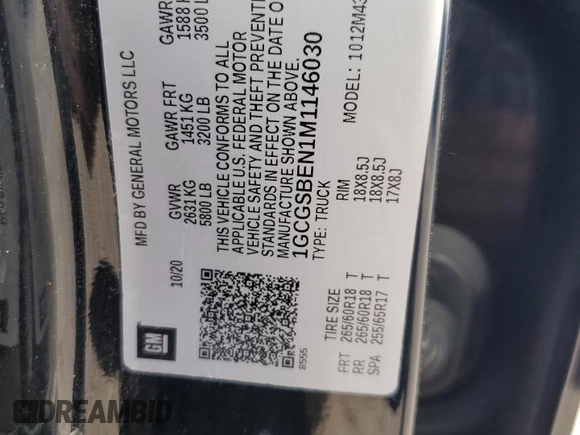 MFD BY GENERAL MOTORS LLC
10/20
GVWR
2631 KG
5800 LB
GAWR FRT
1451 KG
3200 LB
GAWR
1588
3500
THIS VEHICLE CONFORMS TO ALL
APPLICABLE U.S. FEDERAL MOTOR
VEHICLE SAFETY AND THEFT
STANDARDS IN EFFECT ON THE DATE
MANUFACTURE SHOWN ABOVE.
1GCGSBEN1M1146030
TYPE: TRUCK
MODEL: 1012M43
GM
8555
TIRE SIZE
RIM
FRT 265/60R18 T 18X8.5J
RR 265/60R18 T 18X8.5J
SPA 255/65R17 T 17X8J
DREAMBID